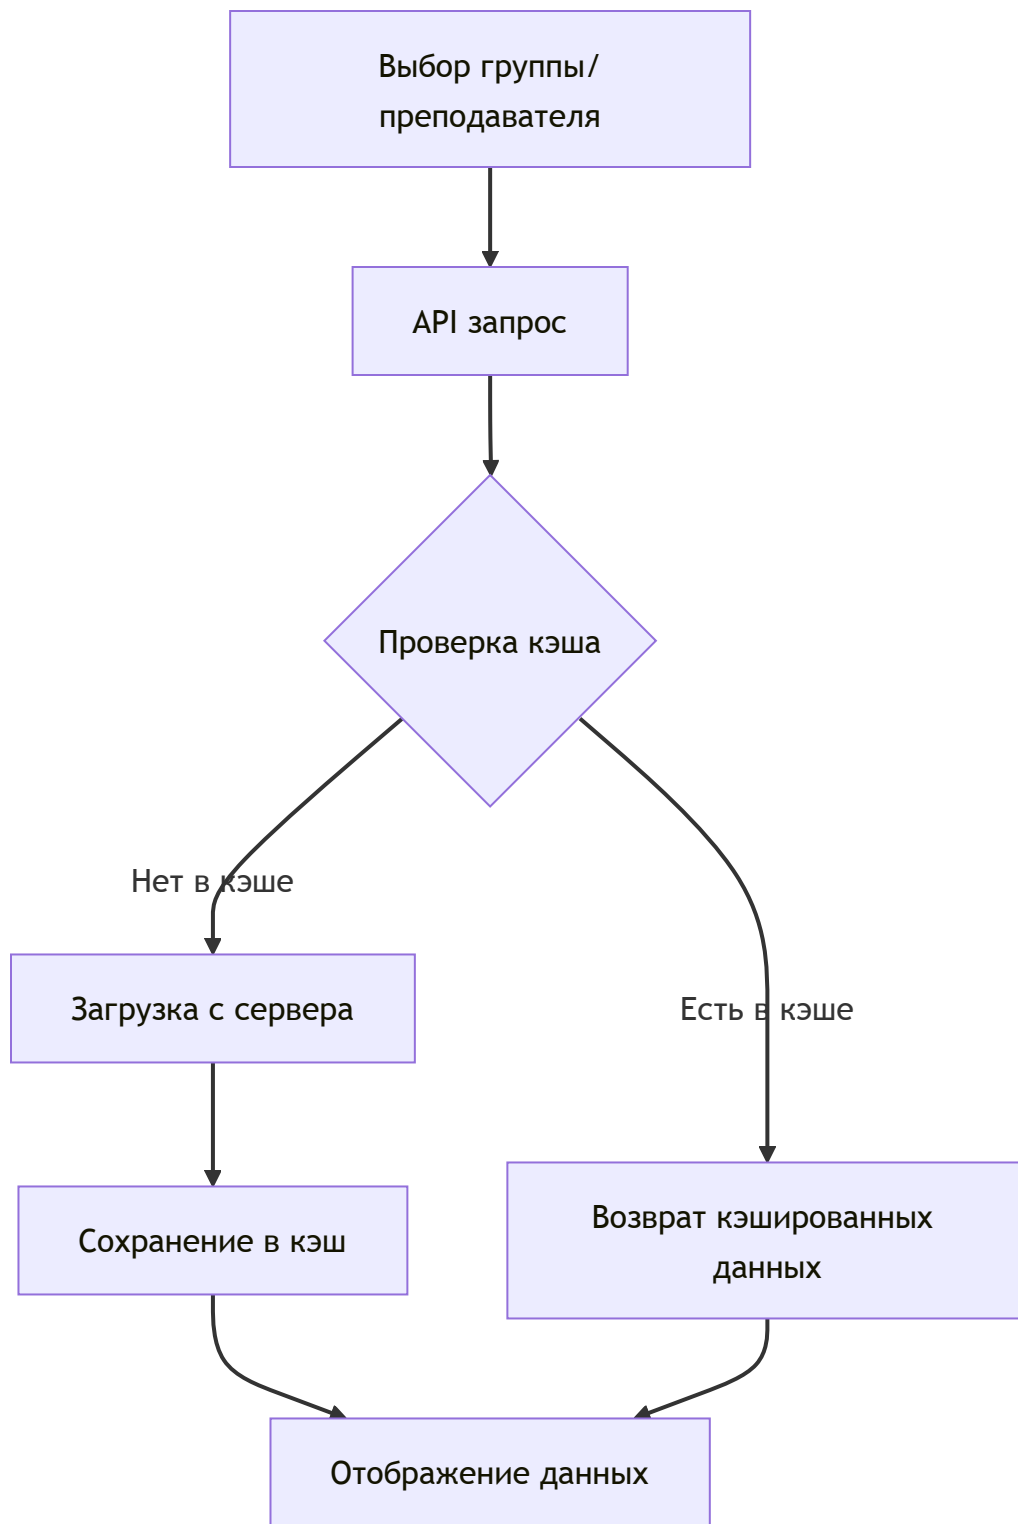 Выбор группы/
преподавателя
API запрос
Проверка кэша
Нет в кэше
Загрузка с сервера
Есть в кэше
Сохранение в кэш
Возврат кэшированных
данных
Отображение данных